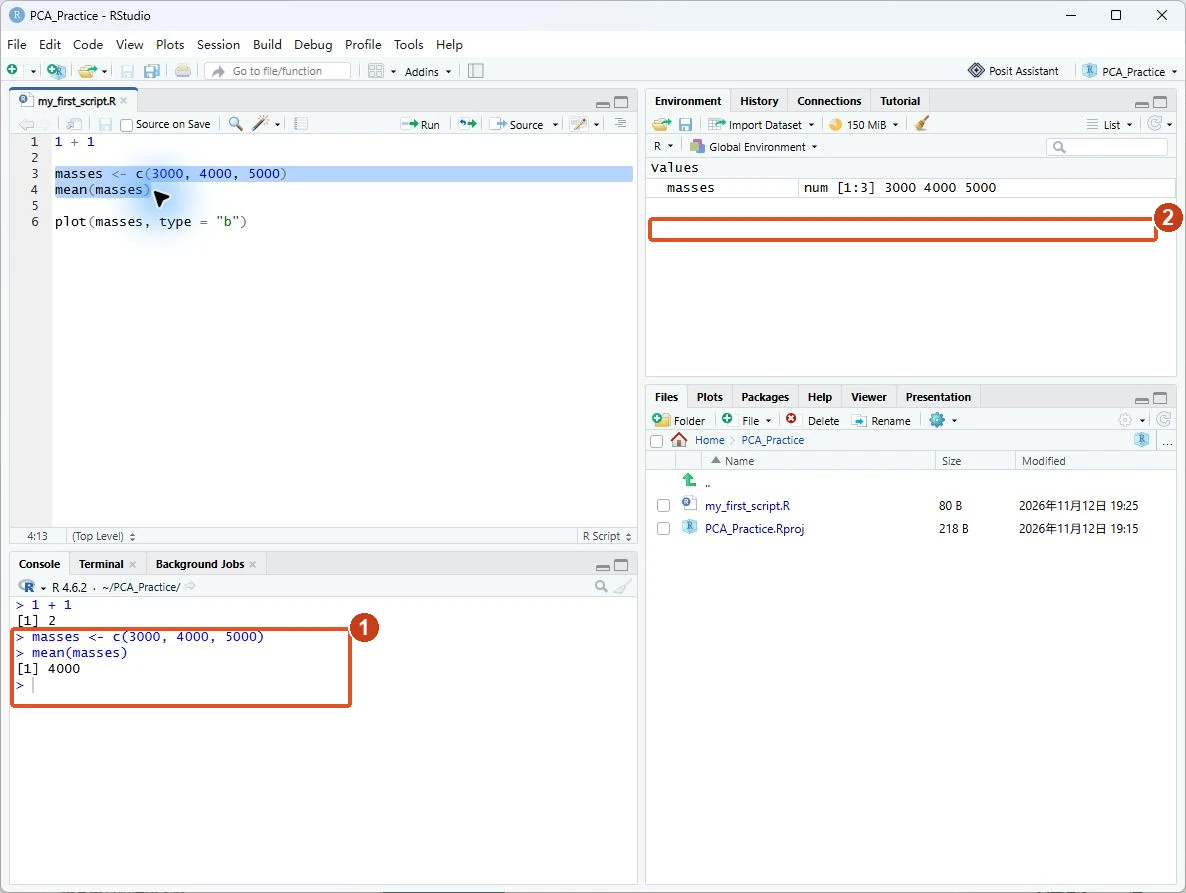 PCA_Practice - RStudio
File Edit Code View Plots Session Build Debug Profile Tools Help
Go to file/function Addins Posit Assistant PCA_Practice
my_first_script.R
Source on Save Run Source
1 1 + 1
2
3 masses <- c(3000, 4000, 5000)
4 mean(masses)
5
6 plot(masses, type = "b")
4:13 (Top Level) R Script
Console Terminal Background Jobs
R 4.6.2 · ~/PCA_Practice/
> 1 + 1
[1] 2
> masses <- c(3000, 4000, 5000)
> mean(masses)
[1] 4000
>
1
Environment History Connections Tutorial
Import Dataset 150 MiB List
R Global Environment
Values
masses num [1:3] 3000 4000 5000
2
Files Plots Packages Help Viewer Presentation
Folder File Delete Rename
Home PCA_Practice R ...
Name Size Modified
..
my_first_script.R 80 B 2026年11月12日 19:25
PCA_Practice.Rproj 218 B 2026年11月12日 19:15